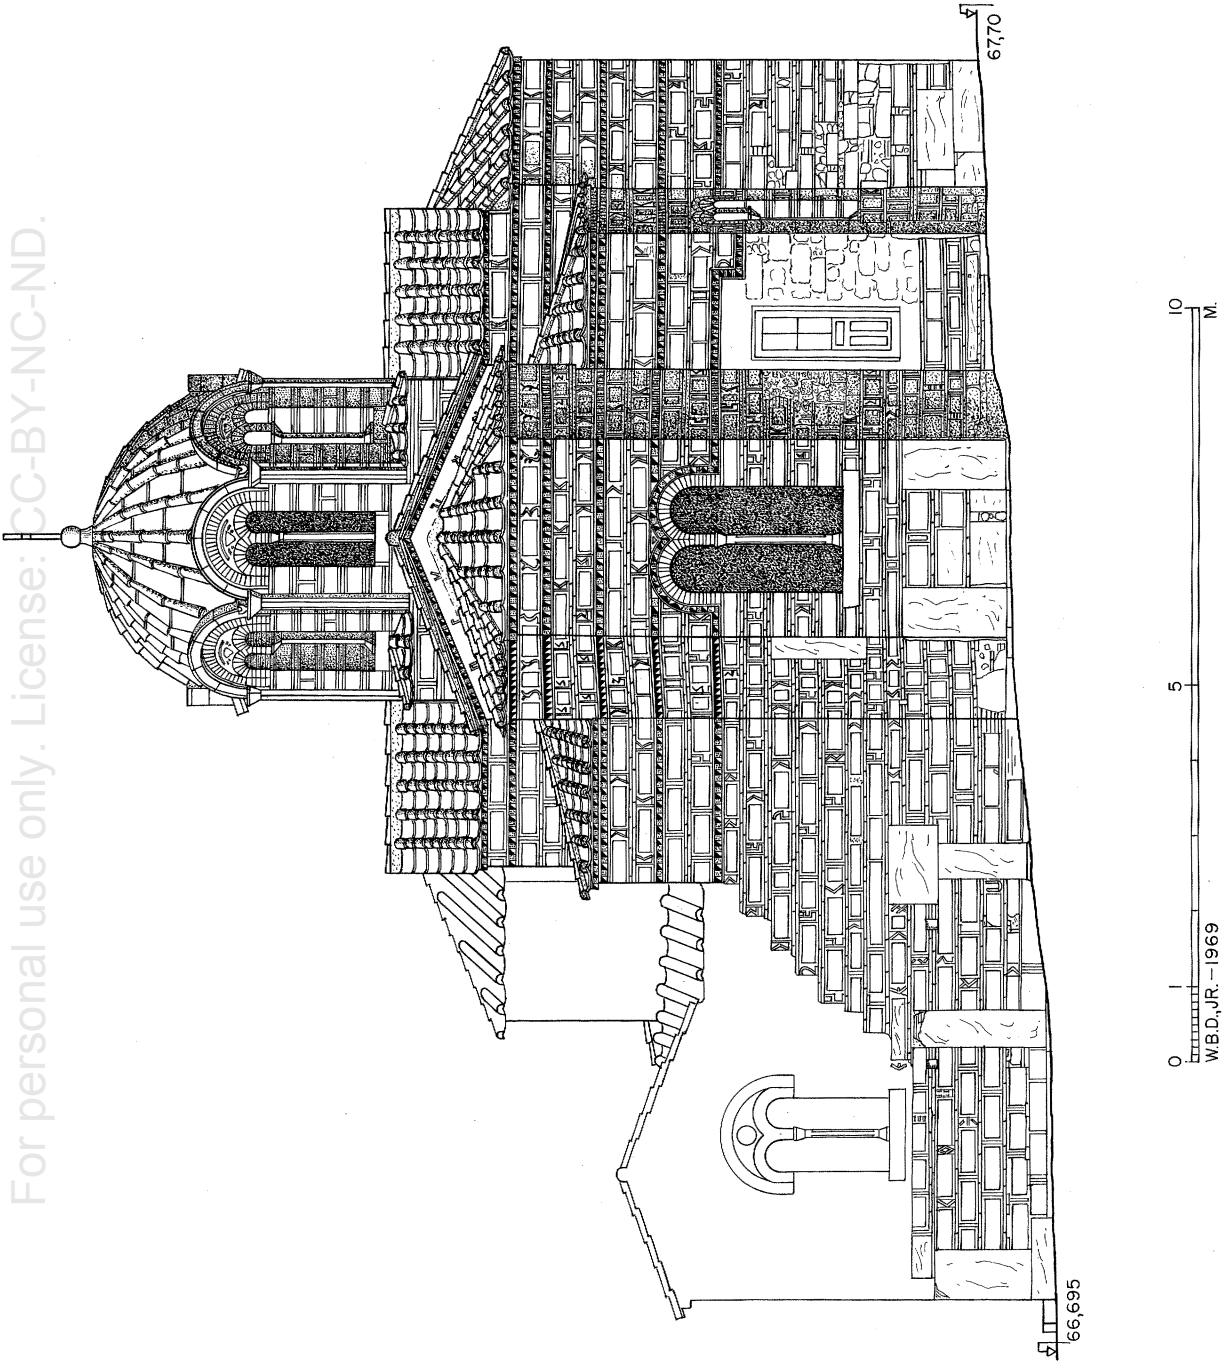 For personal use only. License: CC-BY-NC-ND.
67,70
66,695
0 1 5 10
M.
W.B.D., JR. – 1969